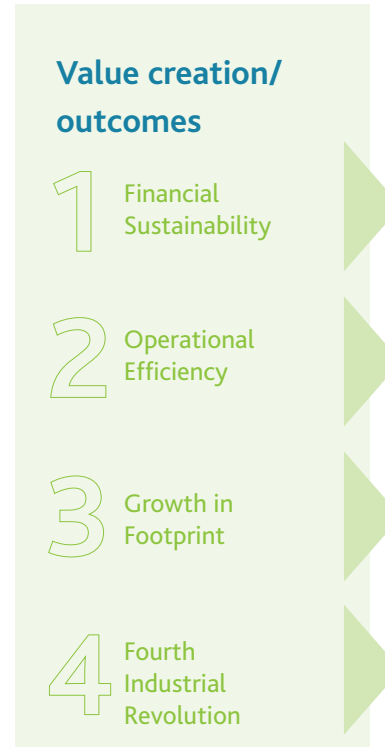 Value creation/
outcomes
1
Financial
Sustainability
2
Operational
Efficiency
3
Growth in
Footprint
4
Fourth
Industrial
Revolution